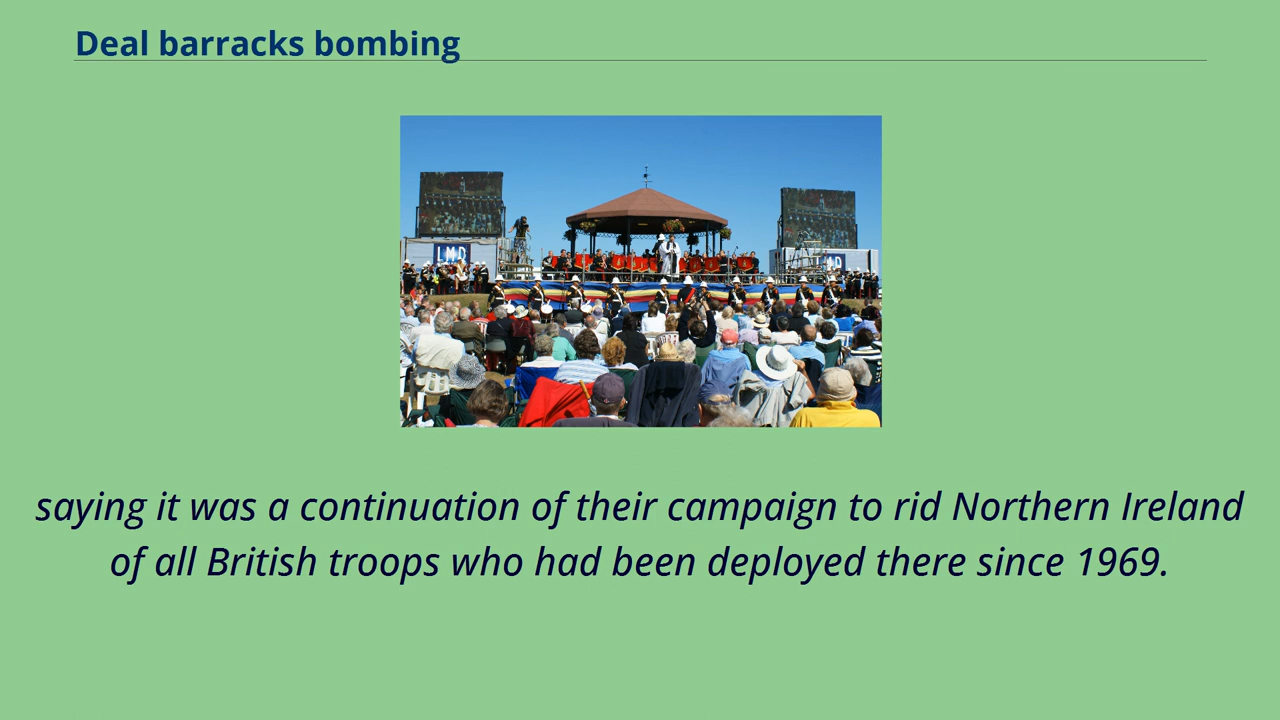 Deal barracks bombing
LMD
saying it was a continuation of their campaign to rid Northern Ireland
of all British troops who had been deployed there since 1969.